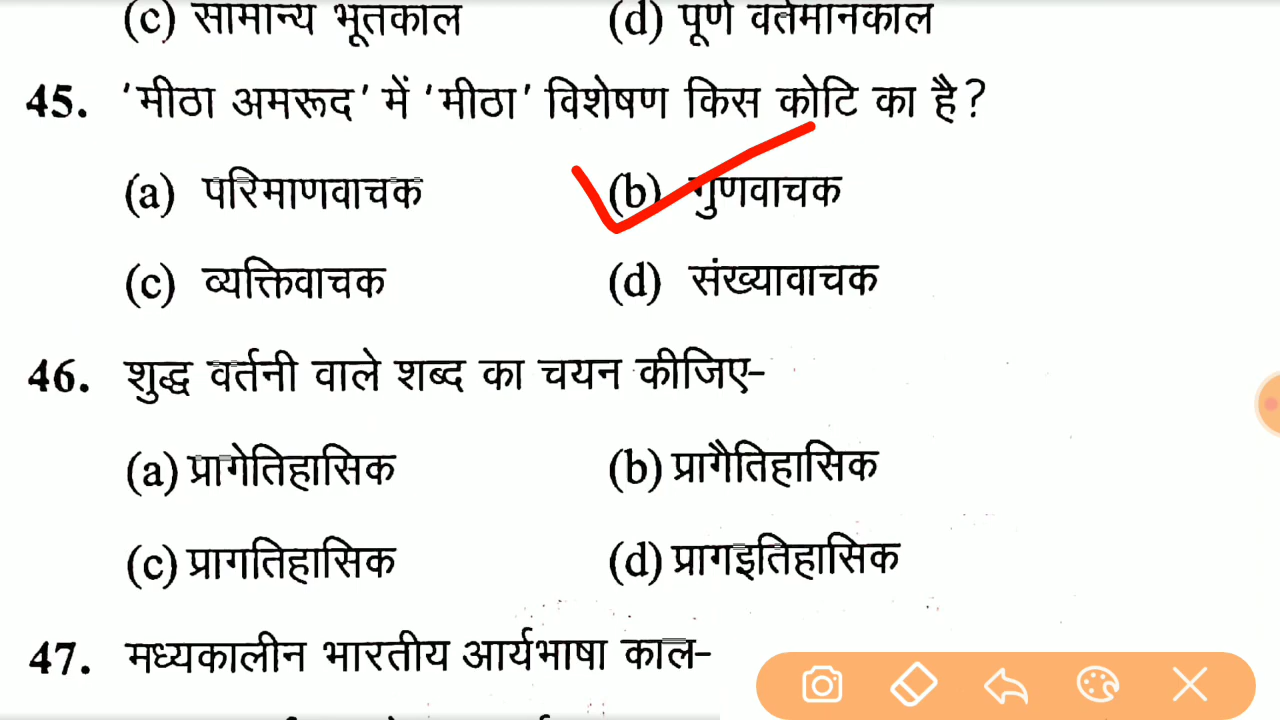 (c) सामान्य भूतकाल (d) पूर्ण वर्तमानकाल
45. 'मीठा अमरूद' में 'मीठा' विशेषण किस कोटि का है?
(a) परिमाणवाचक (b) गुणवाचक
(c) व्यक्तिवाचक (d) संख्यावाचक
46. शुद्ध वर्तनी वाले शब्द का चयन कीजिए-
(a) प्रागेतिहासिक (b) प्रागैतिहासिक
(c) प्रागतिहासिक (d) प्रागइतिहासिक
47. मध्यकालीन भारतीय आर्यभाषा काल-